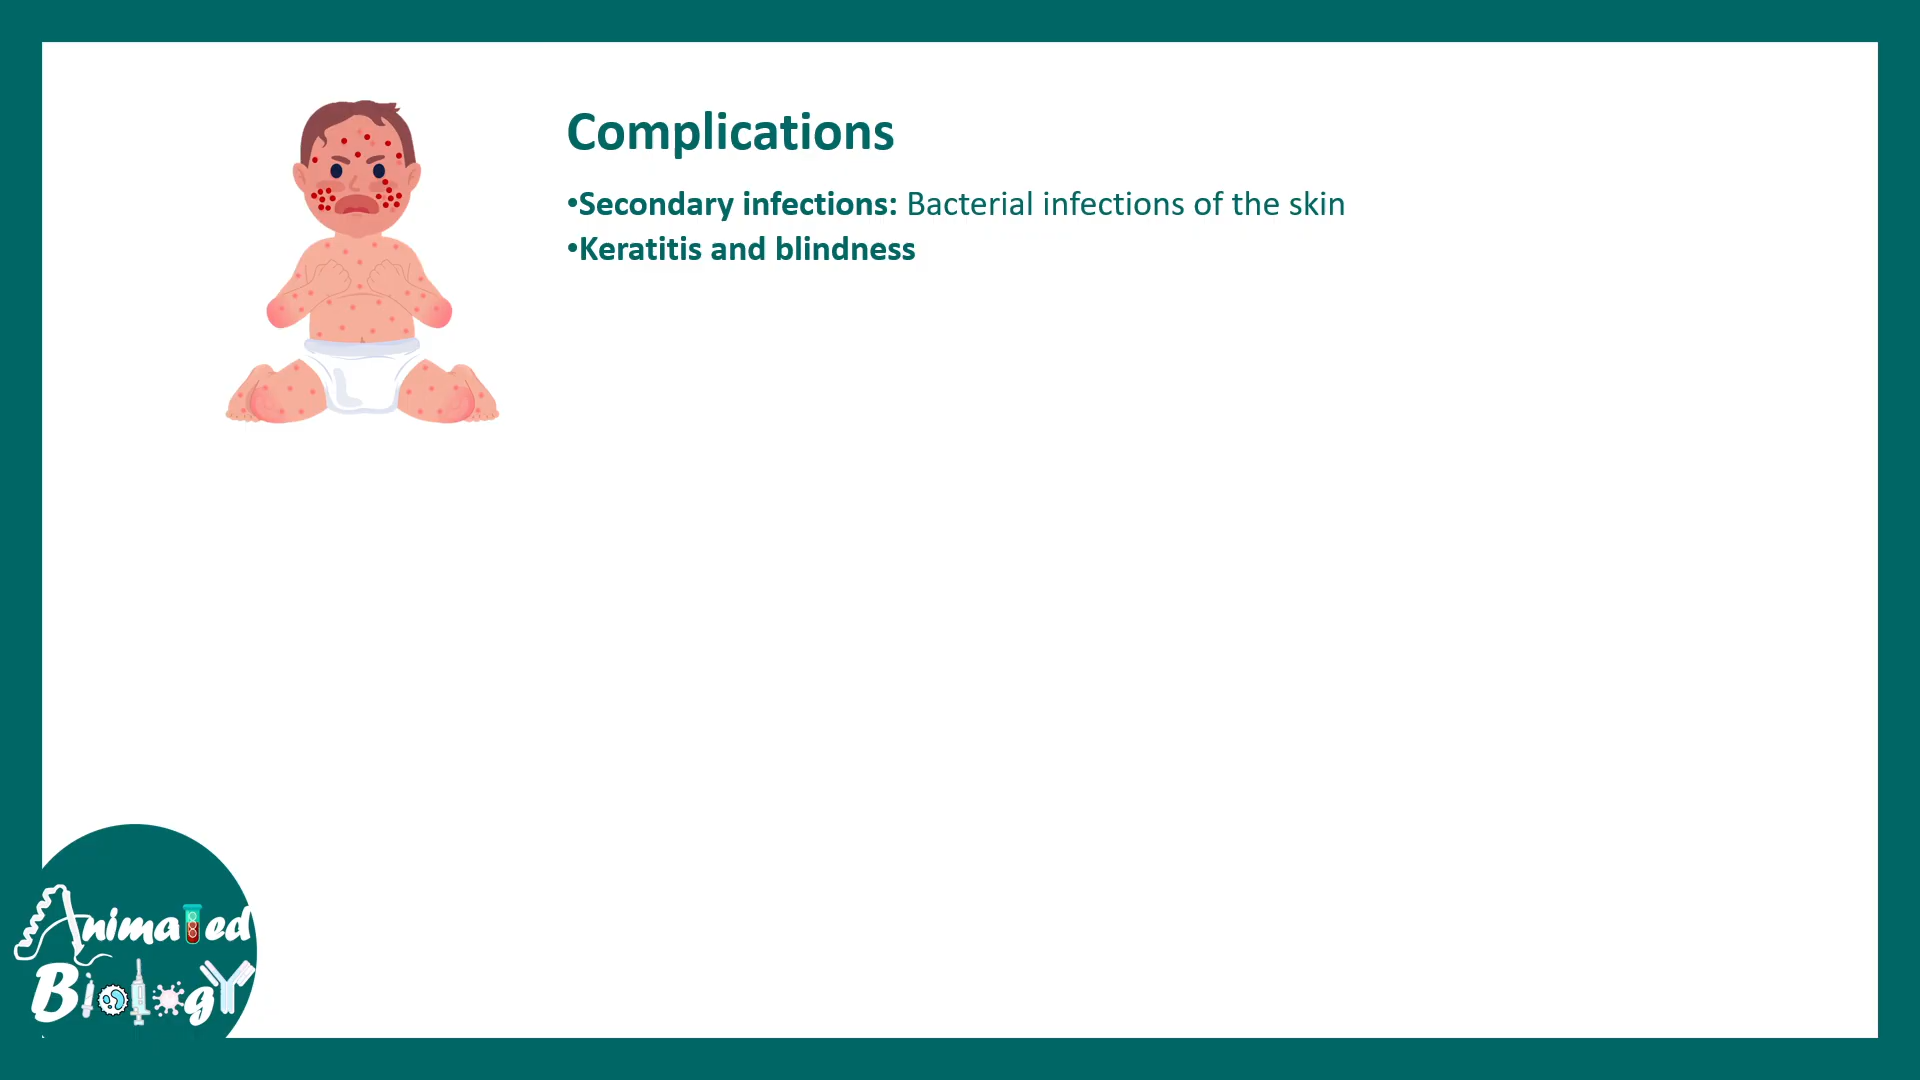 Complications
•Secondary infections: Bacterial infections of the skin
•Keratitis and blindness
Animated
Biology